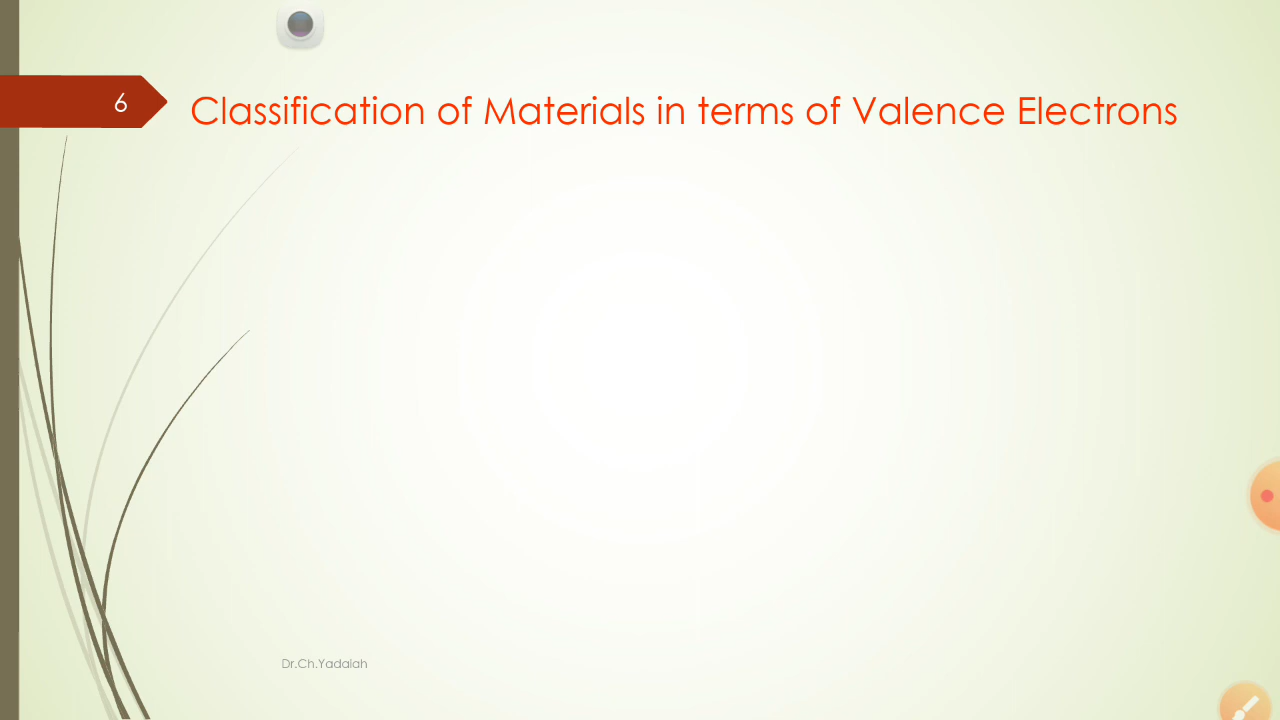 6
Classification of Materials in terms of Valence Electrons
Dr.Ch.Yadaiah